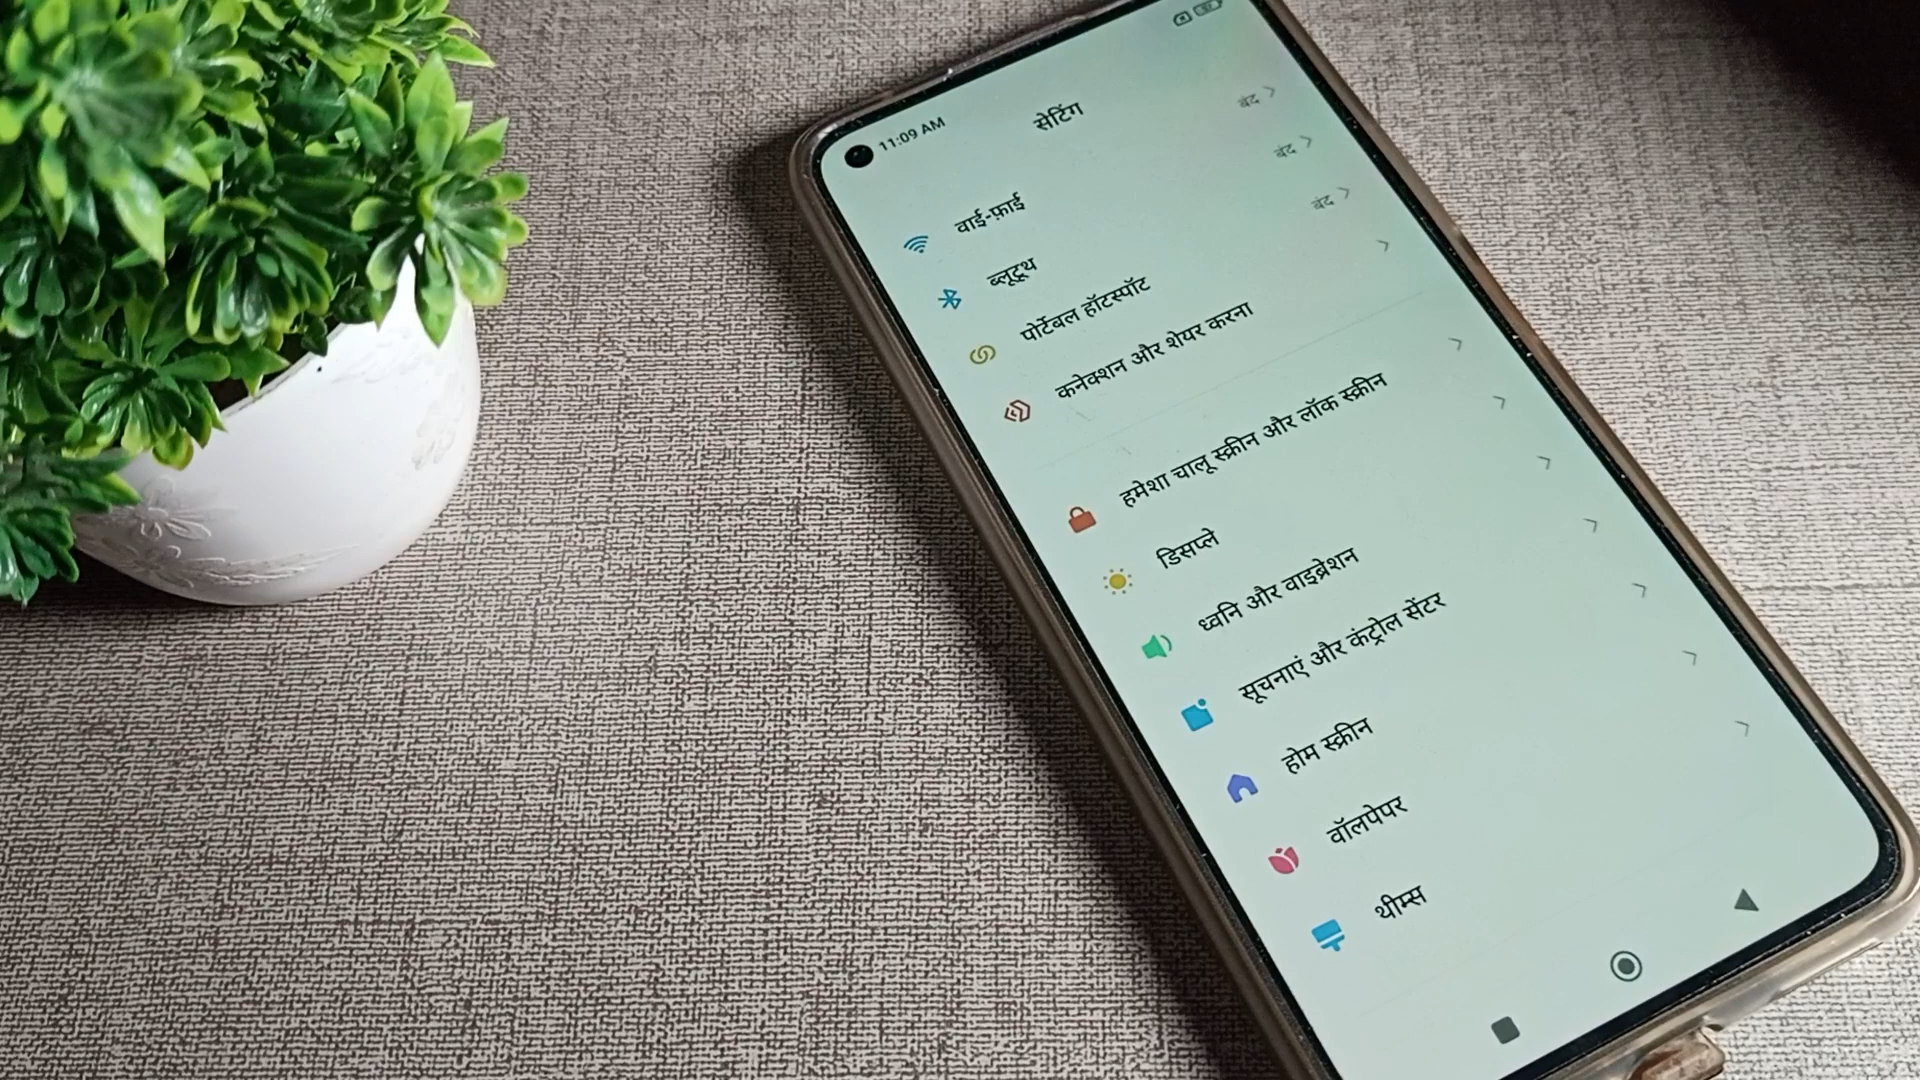 11:09 AM
सेटिंग
वाई-फ़ाई बंद
ब्लूटूथ बंद
पोर्टेबल हॉटस्पॉट बंद
कनेक्शन और शेयर करना
हमेशा चालू स्क्रीन और लॉक स्क्रीन
डिसप्ले
ध्वनि और वाइब्रेशन
सूचनाएं और कंट्रोल सेंटर
होम स्क्रीन
वॉलपेपर
थीम्स